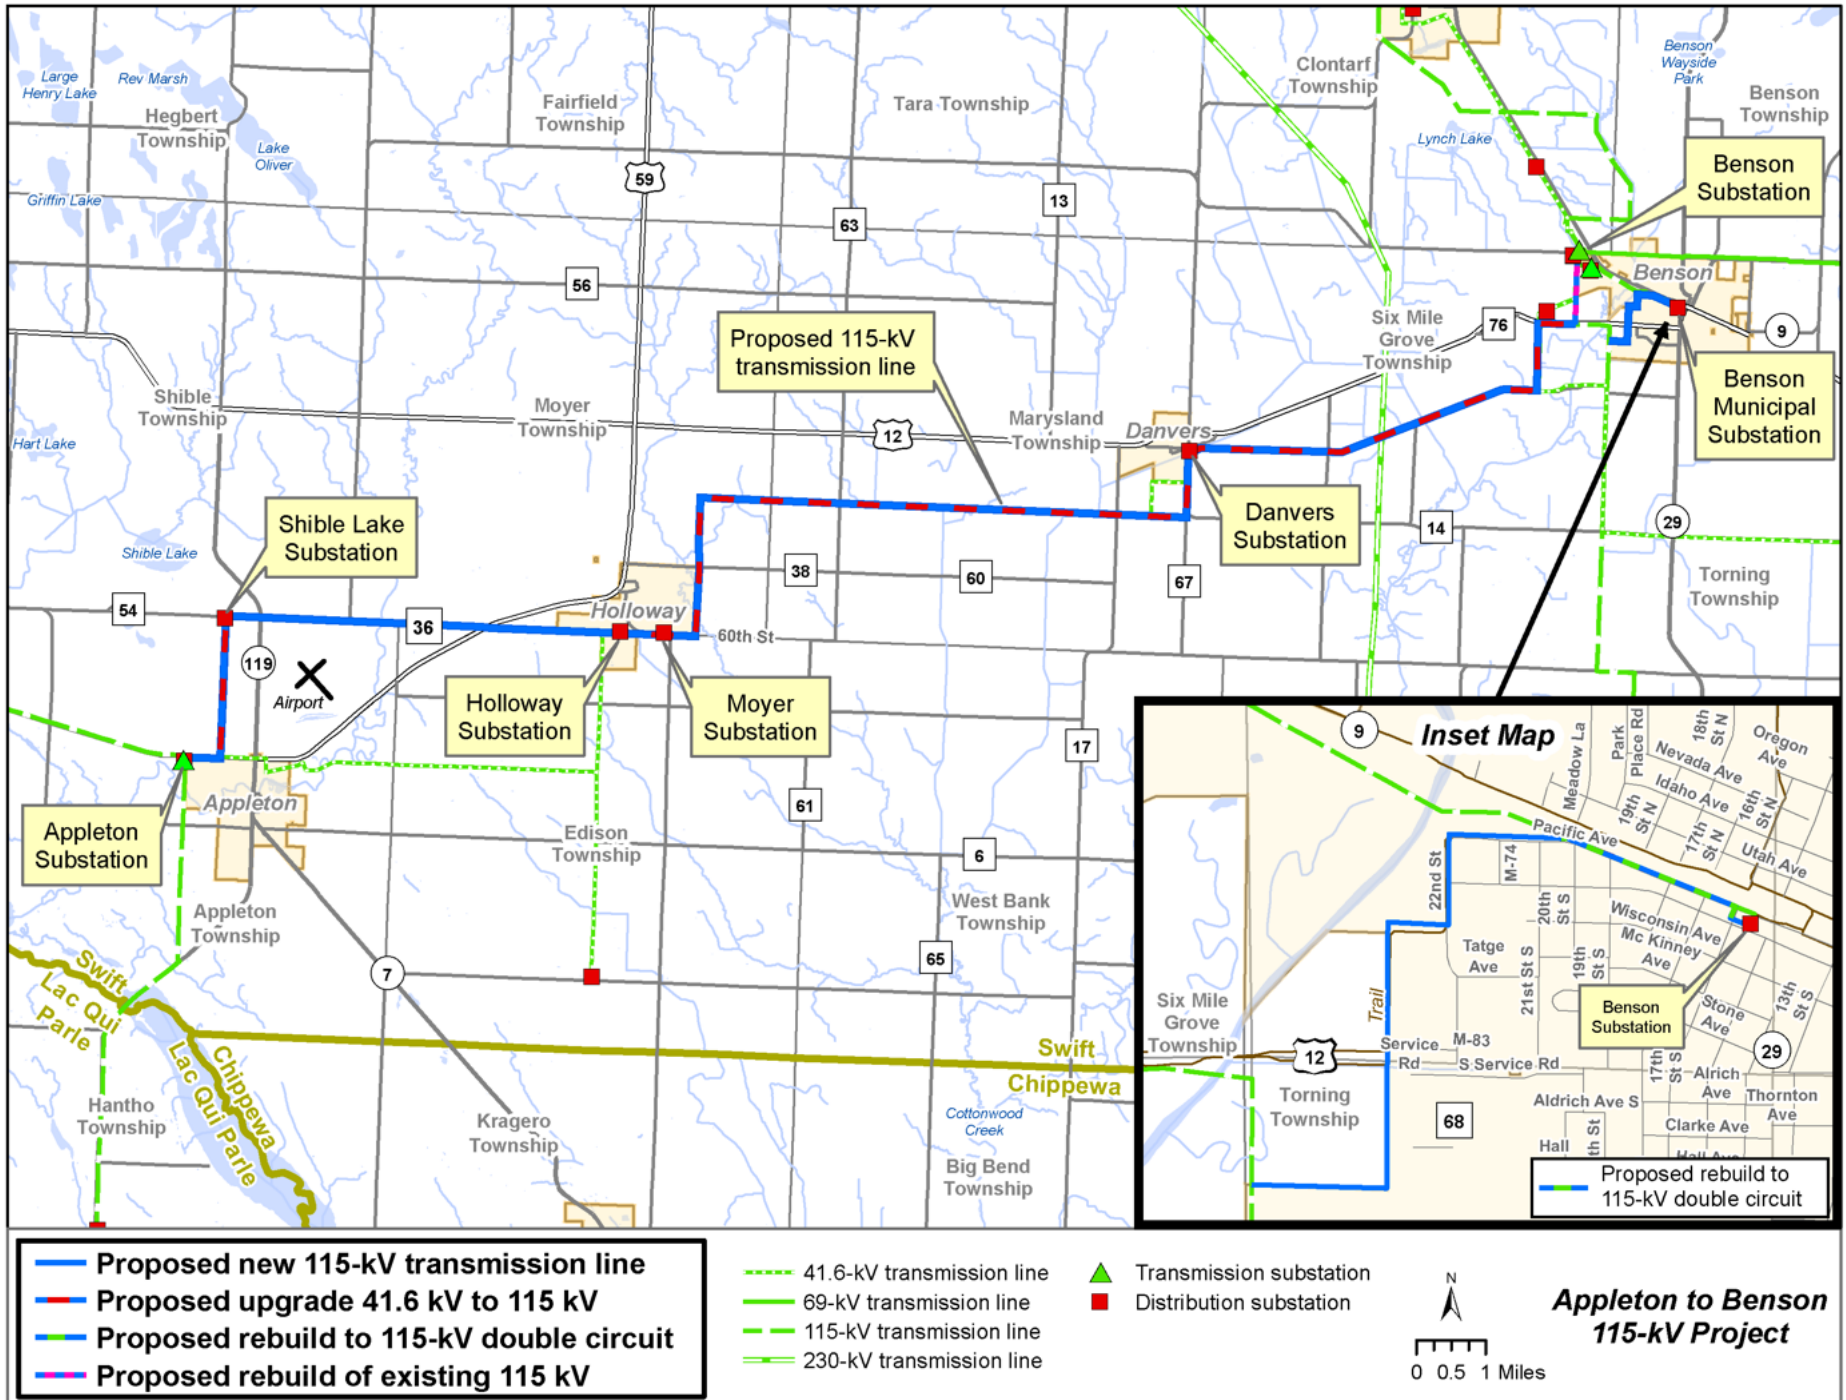 Large
Henry Lake
Rev Marsh
Hegbert
Township
Lake
Oliver
Griffin Lake
Fairfield
Township
59
Tara Township
63
13
56
Clontarf
Township
Benson
Wayside
Park
Benson
Township
Lynch Lake
Benson
Substation
Benson
9
76
Six Mile
Grove
Township
Benson
Municipal
Substation
Proposed 115-kV
transmission line
Shible
Township
Hart Lake
Moyer
Township
12
Marysland
Township
Danvers
Danvers
Substation
14
29
67
Torning
Township
Shible Lake
Substation
Shible Lake
54
36
119
Airport
Holloway
60th St
38
60
Holloway
Substation
Moyer
Substation
17
61
6
Appleton
Appleton
Substation
Edison
Township
Appleton
Township
West Bank
Township
65
7
Swift
Lac Qui
Parle
Chippewa
Lac Qui Parle
Swift
Chippewa
Hantho
Township
Kragero
Township
Cottonwood
Creek
Big Bend
Township
Inset Map
9
Meadow La
Park
Place Rd
18th
St N
Oregon
Ave
Nevada Ave
Idaho Ave
19th
St N
17th
St N
16th
St N
Utah Ave
Pacific Ave
22nd St
M-74
20th
St S
Wisconsin Ave
Mc Kinney
Ave
Tatge
Ave
21st St S
19th
St S
Benson
Substation
Stone
Ave
13th
St S
29
Trail
Six Mile
Grove
Township
12
Service
Rd
M-83
S Service Rd
17th
St S
Alrich
Ave
Thornton
Ave
Aldrich Ave S
Clarke Ave
Torning
Township
68
Hall
th St
Hall Ave
Proposed rebuild to
115-kV double circuit
Proposed new 115-kV transmission line
Proposed upgrade 41.6 kV to 115 kV
Proposed rebuild to 115-kV double circuit
Proposed rebuild of existing 115 kV
41.6-kV transmission line
69-kV transmission line
115-kV transmission line
230-kV transmission line
Transmission substation
Distribution substation
N
0 0.5 1 Miles
Appleton to Benson
115-kV Project